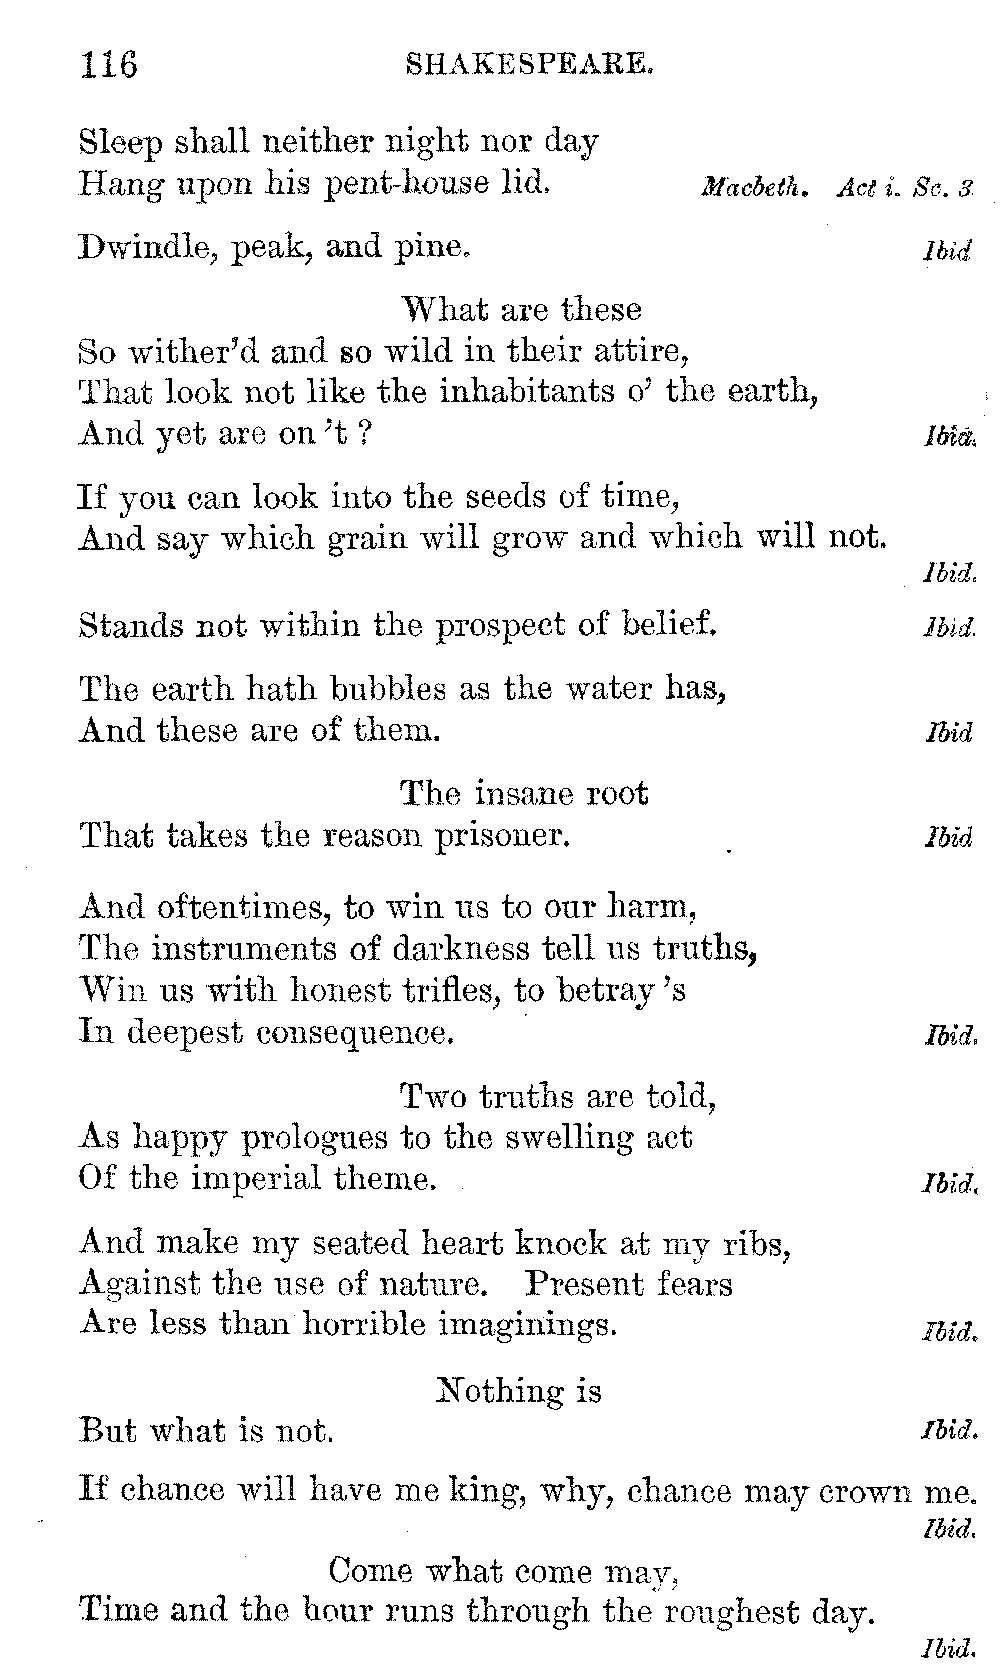 116 SHAKESPEARE.
Sleep shall neither night nor day
Hang upon his pent-house lid. Macbeth. Act i. Sc. 3
Dwindle, peak, and pine. Ibid
What are these
So wither'd and so wild in their attire,
That look not like the inhabitants o' the earth,
And yet are on 't ? Ibid.
If you can look into the seeds of time,
And say which grain will grow and which will not.
Ibid.
Stands not within the prospect of belief. Ibid.
The earth hath bubbles as the water has,
And these are of them. Ibid
The insane root
That takes the reason prisoner. Ibid
And oftentimes, to win us to our harm,
The instruments of darkness tell us truths,
Win us with honest trifles, to betray 's
In deepest consequence. Ibid.
Two truths are told,
As happy prologues to the swelling act
Of the imperial theme. Ibid.
And make my seated heart knock at my ribs,
Against the use of nature. Present fears
Are less than horrible imaginings. Ibid.
Nothing is
But what is not. Ibid.
If chance will have me king, why, chance may crown me.
Ibid.
Come what come may,
Time and the hour runs through the roughest day.
Ibid.